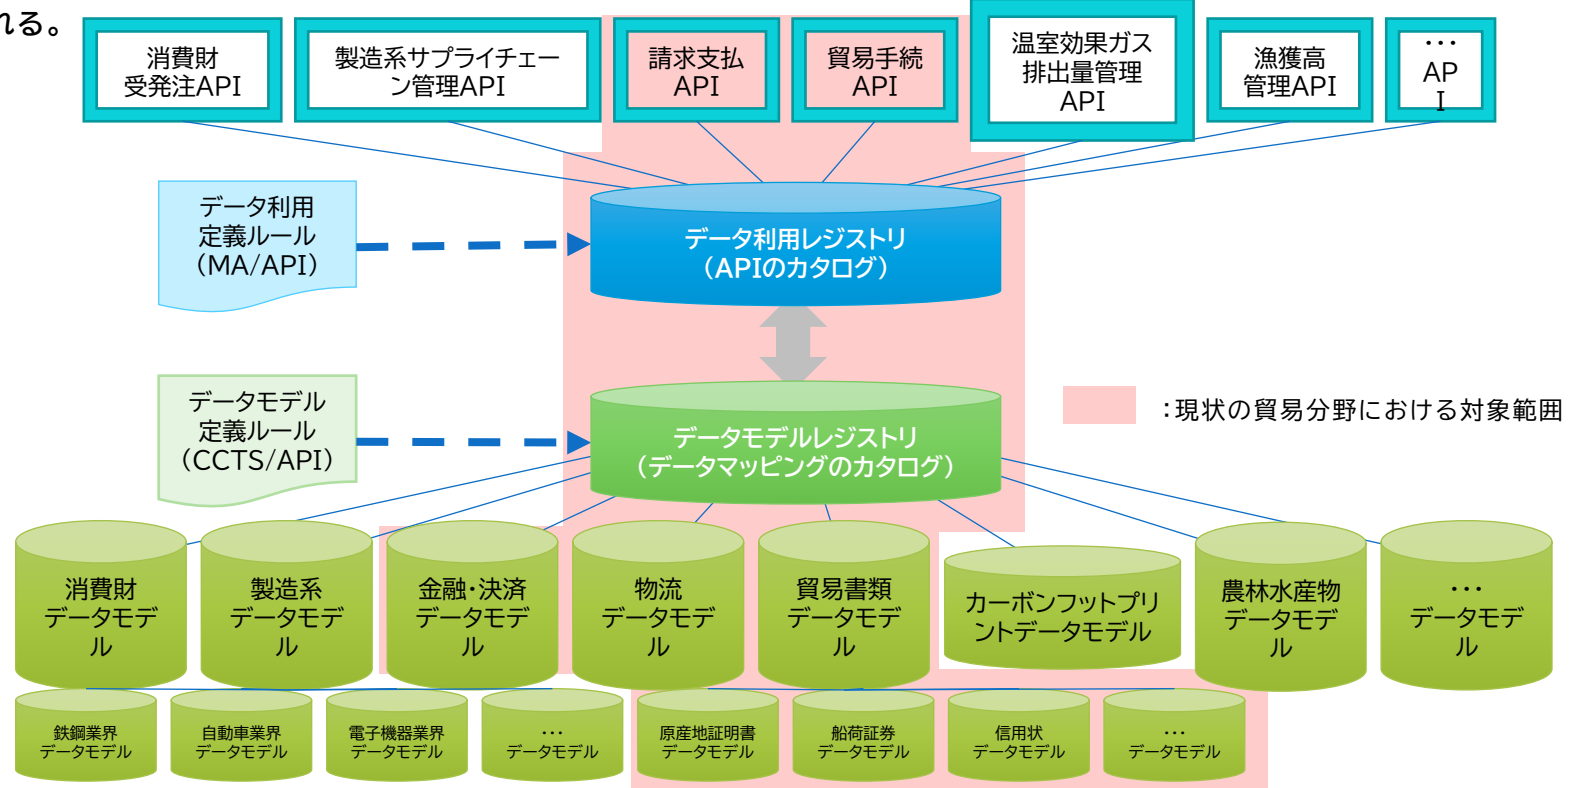 れる。
消費財
受発注API
製造系サプライチェー
ン管理API
請求支払
API
貿易手続
API
温室効果ガス
排出量管理
API
漁獲高
管理API
･･･
AP
I
データ利用
定義ルール
（MA/API）
データ利用レジストリ
（APIのカタログ）
データモデル
定義ルール
（CCTS/API）
データモデルレジストリ
（データマッピングのカタログ）
：現状の貿易分野における対象範囲
消費財
データモデ
ル
製造系
データモデ
ル
金融・決済
データモデ
ル
物流
データモデ
ル
貿易書類
データモデ
ル
カーボンフットプリ
ントデータモデル
農林水産物
データモデ
ル
･･･
データモデ
ル
鉄鋼業界
データモデル
自動車業界
データモデル
電子機器業界
データモデル
･･･
データモデル
原産地証明書
データモデル
船荷証券
データモデル
信用状
データモデル
･･･
データモデル